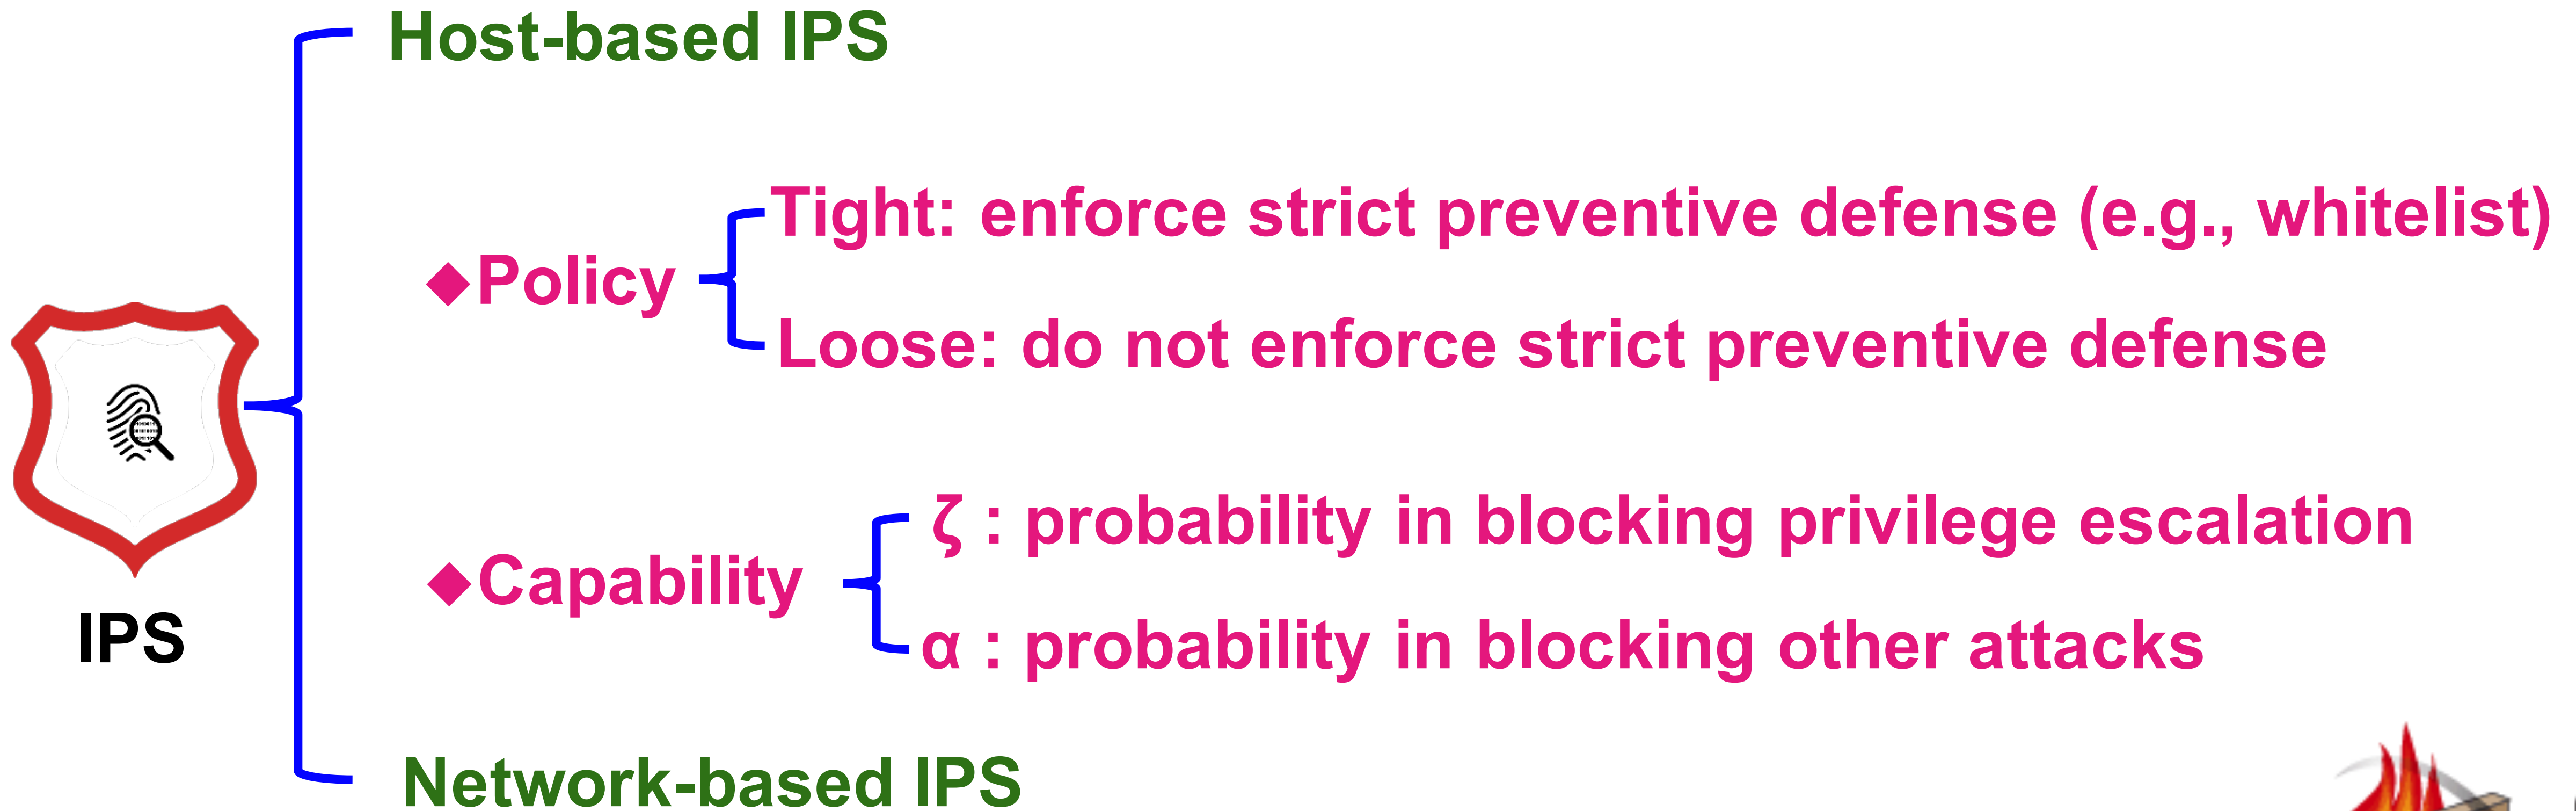 Host-based IPS
Tight: enforce strict preventive defense (e.g., whitelist)
◆Policy
Loose: do not enforce strict preventive defense
ζ : probability in blocking privilege escalation
◆Capability
α : probability in blocking other attacks
IPS
Network-based IPS